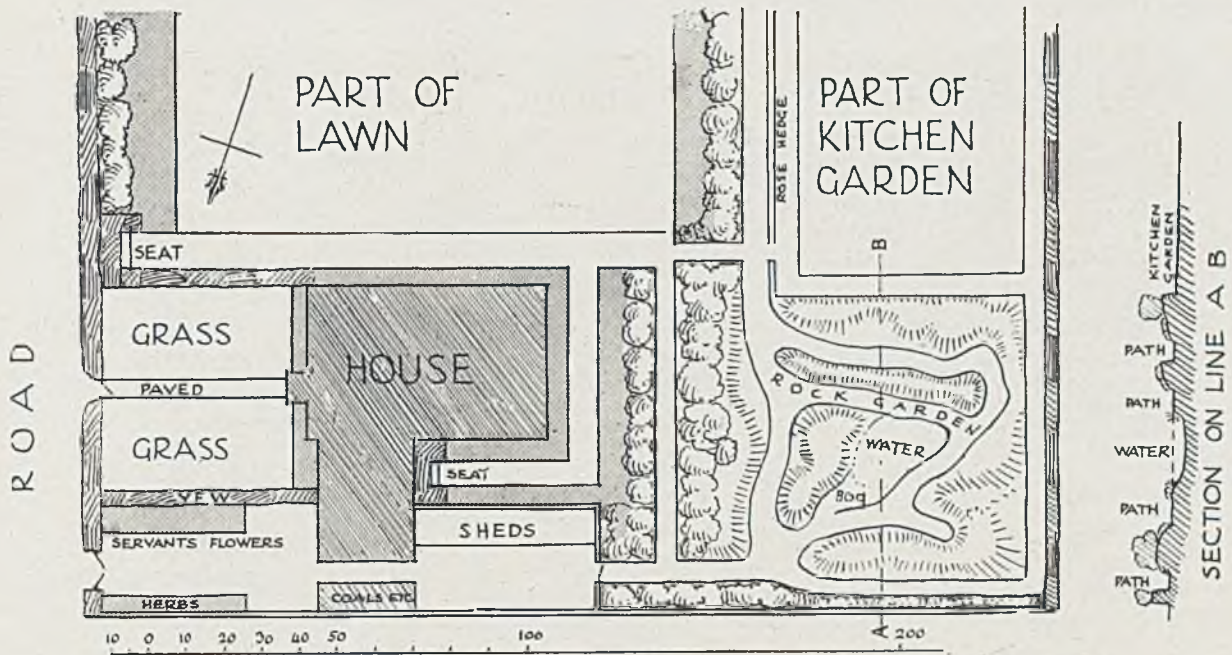 PART OF
LAWN
PART OF
KITCHEN
GARDEN
ROSE HEDGE
B
SEAT
GRASS
HOUSE
PAVED
ROAD
GRASS
ROCK GARDEN
WATER
SEAT
BOG
YEW
SERVANTS FLOWERS
SHEDS
HERBS
COALS ETC
A
10 0 10 20 30 40 50 100 200
KITCHEN
GARDEN
PATH
PATH
WATER
PATH
PATH
SECTION ON LINE A, B